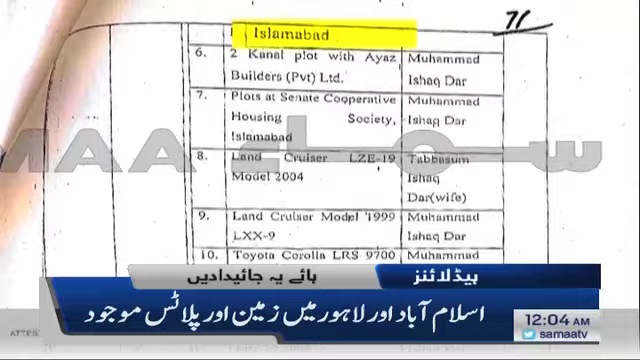 71
Islamabad
6. 2 Kanal plot with Ayaz Muhammad
Builders (Pvt) Ltd. Ishaq Dar
7. Plots at Senate Cooperative Muhammad
Housing Society, Ishaq Dar
Islamabad
8. Land Cruiser LZE-19 Tabbasum
Model 2004 Ishaq
Dar(wife)
9. Land Cruiser Model 1999 Muhammad
LXX-9 Ishaq Dar
10. Toyota Corolla LRS 9700 Muhammad
SAMAA سماء
ہیڈلائنز ہائے یہ جائیدادیں
اسلام آباد اور لاہور میں زمین اور پلاٹس موجود
12:04 AM
samaatv